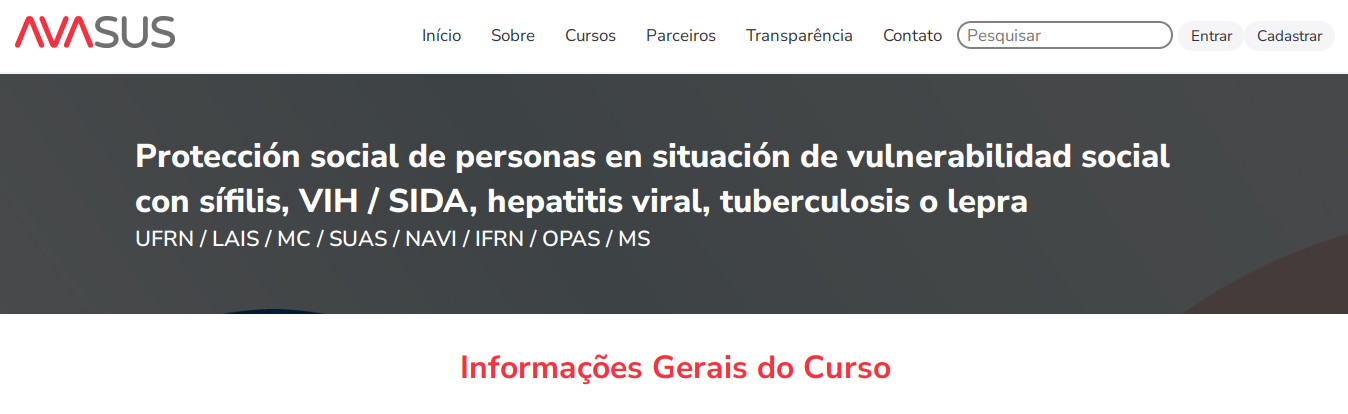 AVASUS
Início Sobre Cursos Parceiros Transparência Contato Pesquisar Entrar Cadastrar
Protección social de personas en situación de vulnerabilidad social
con sífilis, VIH / SIDA, hepatitis viral, tuberculosis o lepra
UFRN / LAIS / MC / SUAS / NAVI / IFRN / OPAS / MS
Informações Gerais do Curso